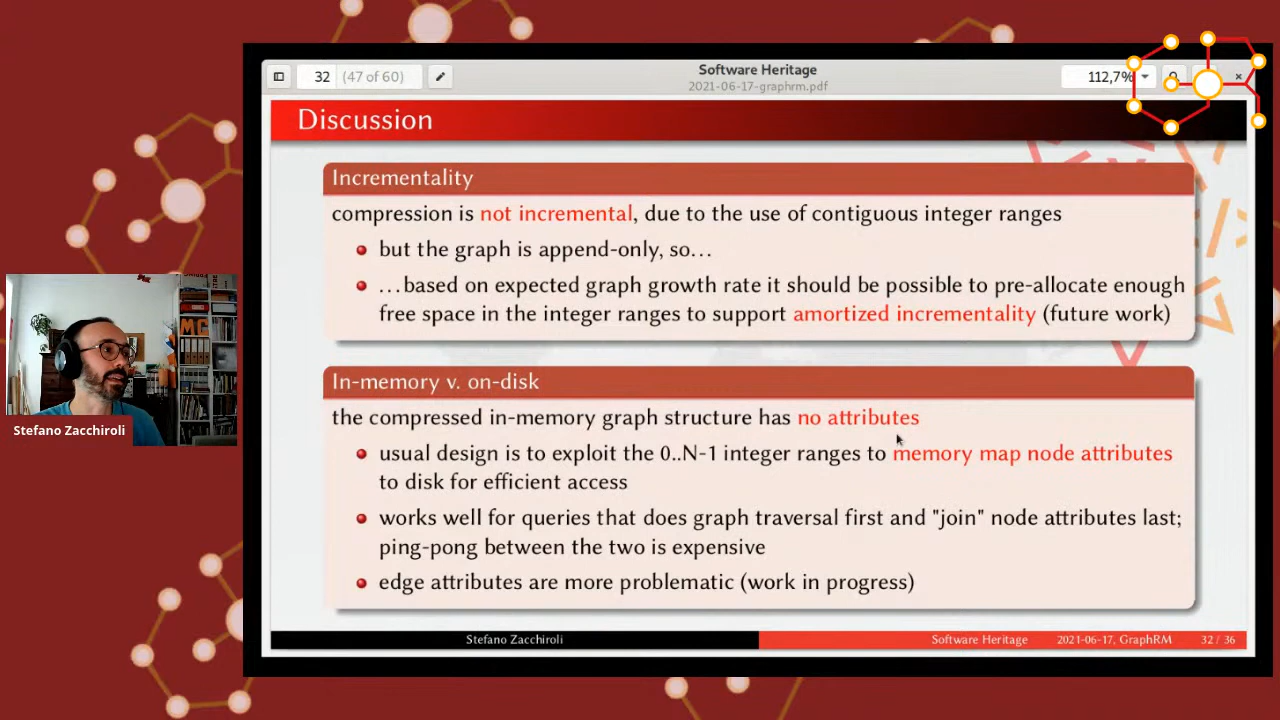 32 (47 of 60)
Software Heritage
2021-06-17-graphrm.pdf
112,7%
Discussion
Incrementality
compression is not incremental, due to the use of contiguous integer ranges
but the graph is append-only, so...
...based on expected graph growth rate it should be possible to pre-allocate enough
free space in the integer ranges to support amortized incrementality (future work)
In-memory v. on-disk
the compressed in-memory graph structure has no attributes
usual design is to exploit the 0..N-1 integer ranges to memory map node attributes
to disk for efficient access
works well for queries that does graph traversal first and "join" node attributes last;
ping-pong between the two is expensive
edge attributes are more problematic (work in progress)
Stefano Zacchiroli
Software Heritage 2021-06-17, GraphRM 32 / 36
MC
Stefano Zacchiroli